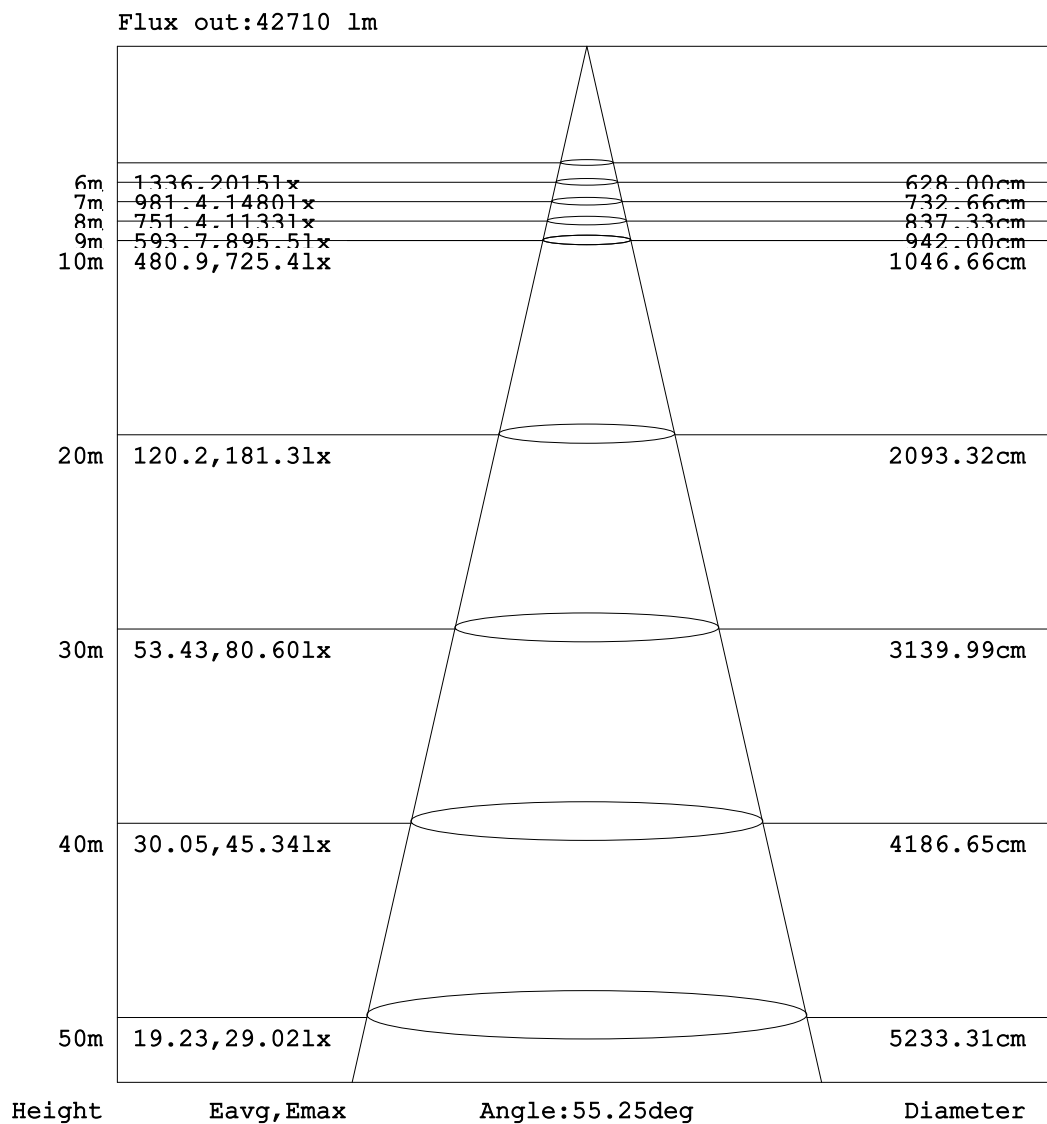 Flux out:42710 lm
6m 1336,2015lx 628.00cm
7m 981.4,1480lx 732.66cm
8m 751.4,1133lx 837.33cm
9m 593.7,895.5lx 942.00cm
10m 480.9,725.4lx 1046.66cm
20m 120.2,181.3lx 2093.32cm
30m 53.43,80.60lx 3139.99cm
40m 30.05,45.34lx 4186.65cm
50m 19.23,29.02lx 5233.31cm
Height Eavg,Emax Angle:55.25deg Diameter